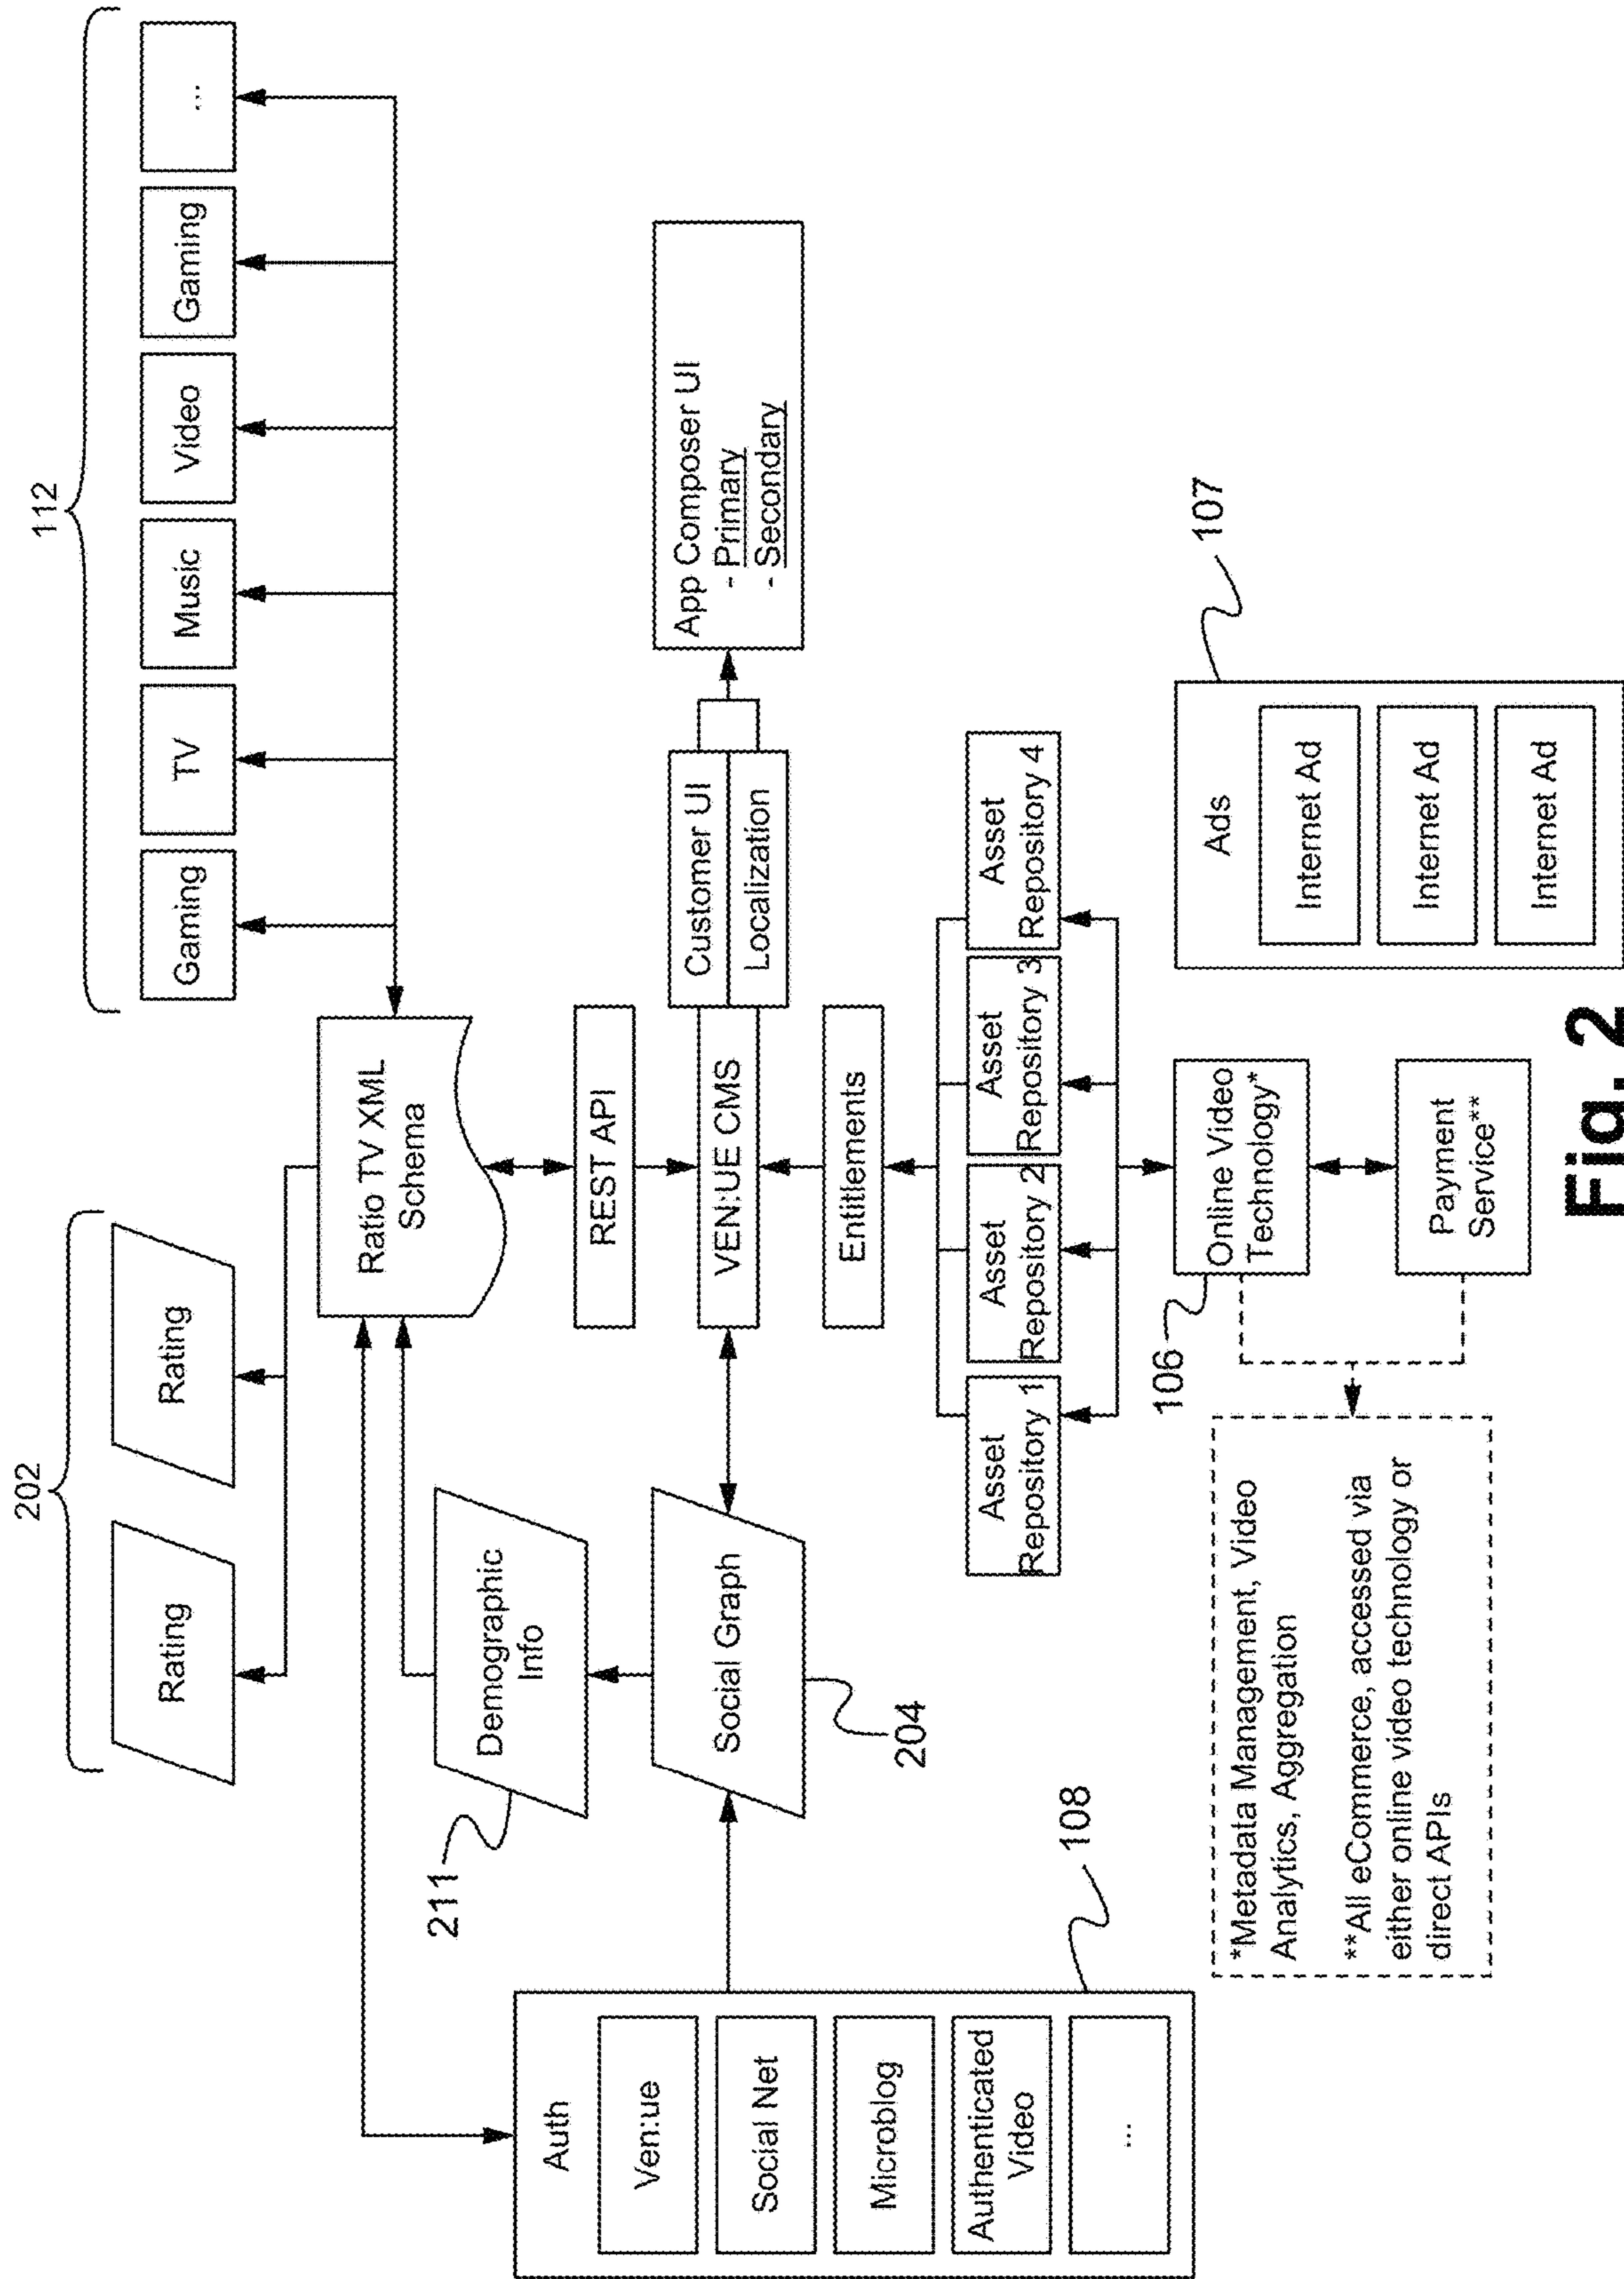 202
112
Rating
Rating
Gaming
TV
Music
Video
Gaming
...
Ratio TV XML
Schema
211
Demographic
Info
REST API
Auth
Ven:ue
Social Net
Microblog
Authenticated
Video
...
108
Social Graph
204
VEN:UE CMS
Customer UI
Localization
App Composer UI
- Primary
- Secondary
Entitlements
Asset
Repository 1
Asset
Repository 2
Asset
Repository 3
Asset
Repository 4
106
Online Video
Technology*
Payment
Service**
*Metadata Management, Video
Analytics, Aggregation
**All eCommerce, accessed via
either online video technology or
direct APIs
107
Ads
Internet Ad
Internet Ad
Internet Ad
Fig. 2